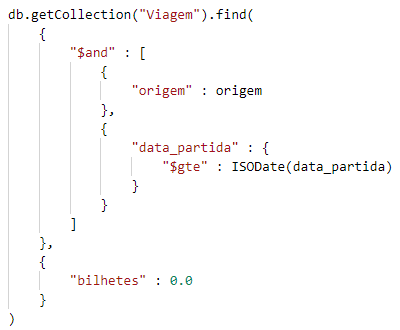 db.getCollection("Viagem").find(
    {
        "$and" : [
            {
                "origem" : origem
            },
            {
                "data_partida" : {
                    "$gte" : ISODate(data_partida)
                }
            }
        ]
    },
    {
        "bilhetes" : 0.0
    }
)